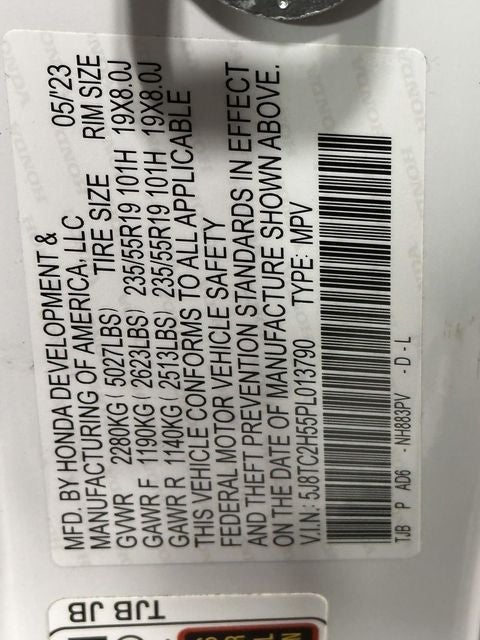 MFD. BY HONDA DEVELOPMENT & 05/'23
MANUFACTURING OF AMERICA, LLC
TIRE SIZE RIM SIZE
GVWR 2280KG ( 5027LBS)
GAWR F 1190KG ( 2623LBS) 235/55R19 101H 19X8.0J
GAWR R 1140KG ( 2513LBS) 235/55R19 101H 19X8.0J
THIS VEHICLE CONFORMS TO ALL APPLICABLE
FEDERAL MOTOR VEHICLE SAFETY
AND THEFT PREVENTION STANDARDS IN EFFECT
ON THE DATE OF MANUFACTURE SHOWN ABOVE.
V.I.N: 5J8TC2H55PL013790 TYPE: MPV
TJB P AD6 - NH883PV - D - L
TJB JB
HONDA